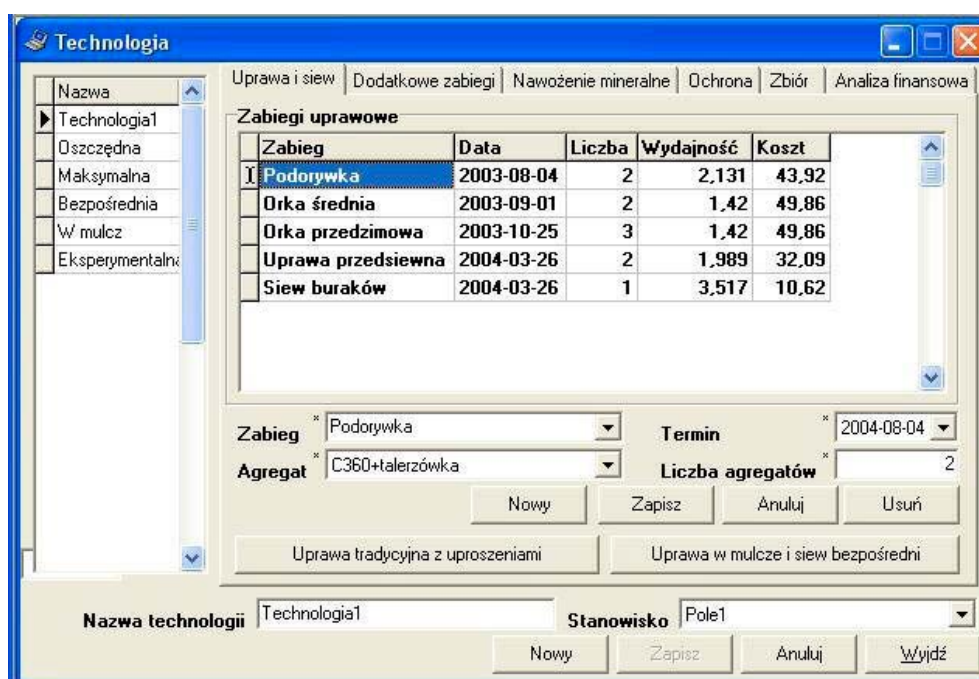 Technologia
Uprawa i siew Dodatkowe zabiegi Nawożenie mineralne Ochrona Zbiór Analiza finansowa
Nazwa
Technologia1
Oszczędna
Maksymalna
Bezpośrednia
W mulcz
Eksperymentalna
Zabiegi uprawowe
Zabieg Data Liczba Wydajność Koszt
Podorywka 2003-08-04 2 2,131 43,92
Orka średnia 2003-09-01 2 1,42 49,86
Orka przedzimowa 2003-10-25 3 1,42 49,86
Uprawa przedsiewna 2004-03-26 2 1,989 32,09
Siew buraków 2004-03-26 1 3,517 10,62
Zabieg * Podorywka Termin * 2004-08-04
Agregat * C360+talerzówka Liczba agregatów * 2
Nowy Zapisz Anuluj Usuń
Uprawa tradycyjna z uproszeniami Uprawa w mulcze i siew bezpośredni
Nazwa technologii Technologia1 Stanowisko Pole1
Nowy Zapisz Anuluj Wyjdź